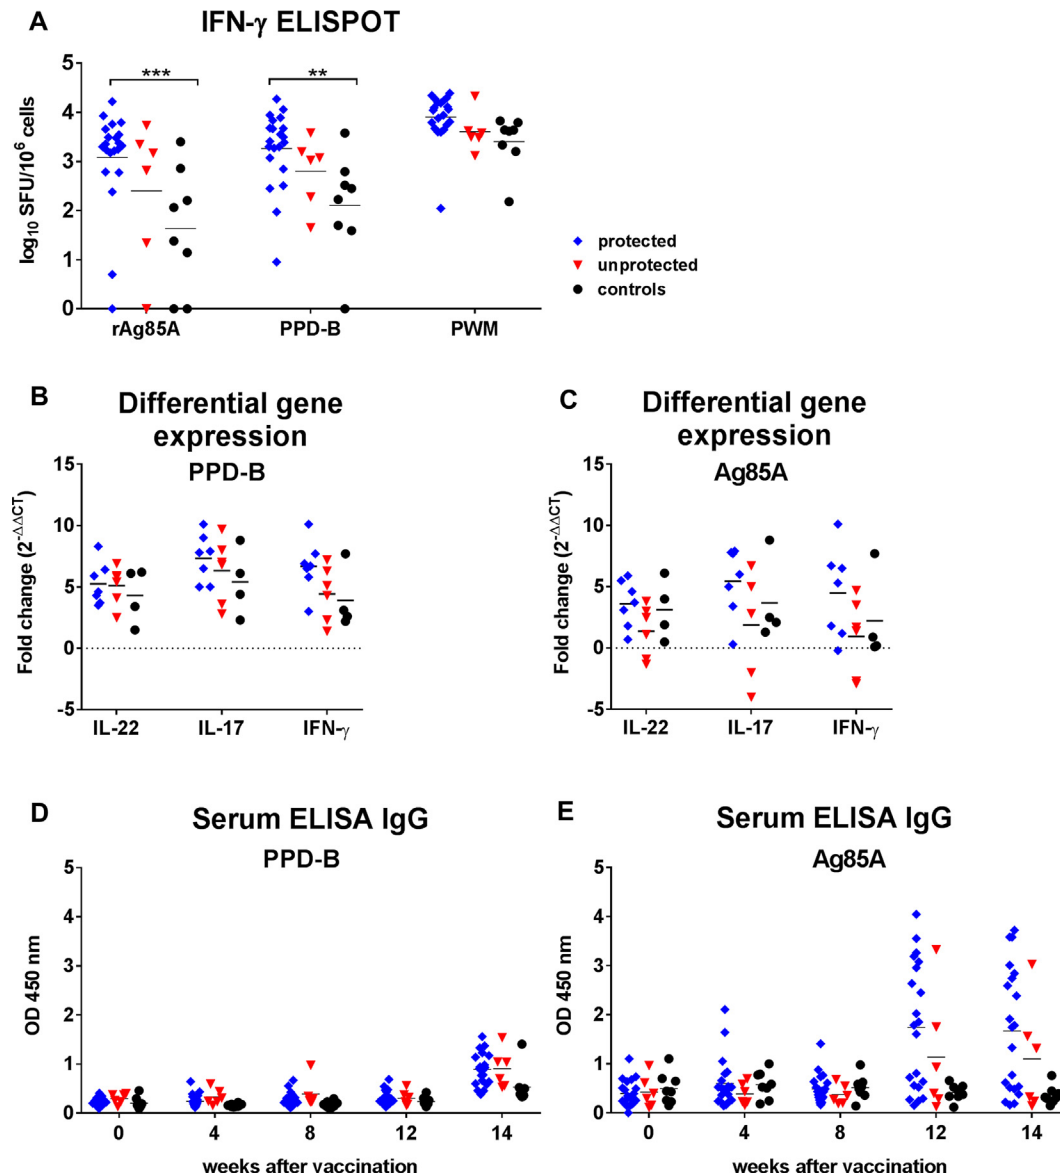 A
IFN-γ ELISPOT
log10 SFU/10^6 cells
5
4
3
2
1
0
***
**
rAg85A
PPD-B
PWM
protected
unprotected
controls
B
Differential gene
expression
PPD-B
Fold change (2^-ΔΔCT)
15
10
5
0
-5
IL-22
IL-17
IFN-γ
C
Differential gene
expression
Ag85A
Fold change (2^-ΔΔCT)
15
10
5
0
-5
IL-22
IL-17
IFN-γ
D
Serum ELISA IgG
PPD-B
OD 450 nm
5
4
3
2
1
0
0 4 8 12 14
weeks after vaccination
E
Serum ELISA IgG
Ag85A
OD 450 nm
5
4
3
2
1
0
0 4 8 12 14
weeks after vaccination